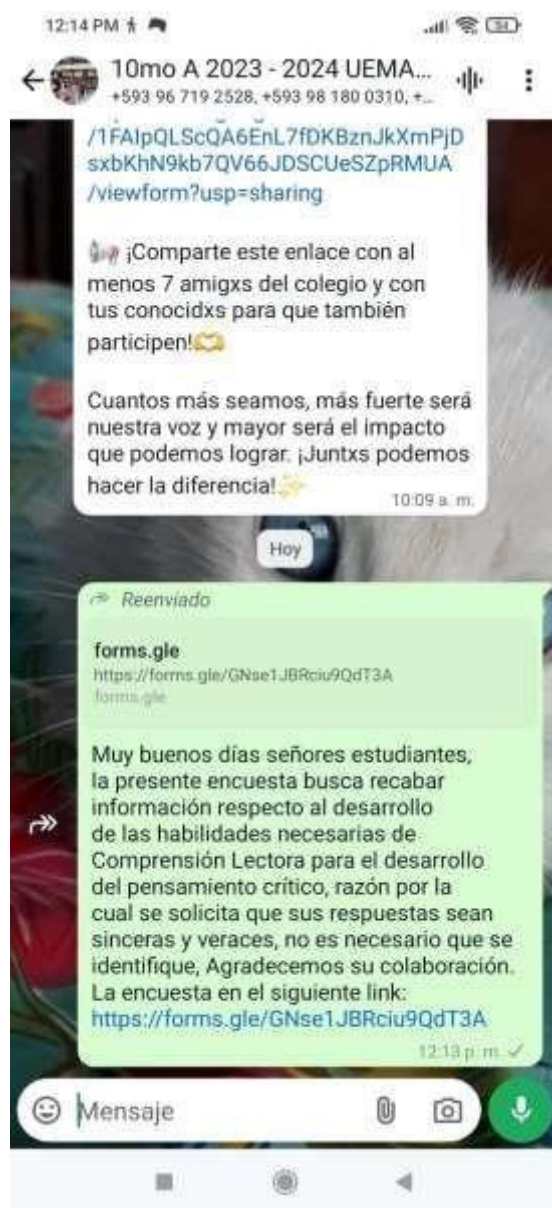 12:14 PM
54
10mo A 2023 - 2024 UEMA...
+593 96 719 2528, +593 98 180 0310, +...
/1FAIpQLScQA6EnL7fDKBznJkXmPjD
sxbKhN9kb7QV66JDSCUeSZpRMUA
/viewform?usp=sharing
¡Comparte este enlace con al
menos 7 amigxs del colegio y con
tus conocidxs para que también
participen!
Cuantos más seamos, más fuerte será
nuestra voz y mayor será el impacto
que podemos lograr. ¡Juntxs podemos
hacer la diferencia!
10:09 a. m.
Hoy
Reenviado
forms.gle
https://forms.gle/GNse1JBRciu9QdT3A
forms.gle
Muy buenos días señores estudiantes,
la presente encuesta busca recabar
información respecto al desarrollo
de las habilidades necesarias de
Comprensión Lectora para el desarrollo
del pensamiento crítico, razón por la
cual se solicita que sus respuestas sean
sinceras y veraces, no es necesario que se
identifique, Agradecemos su colaboración.
La encuesta en el siguiente link:
https://forms.gle/GNse1JBRciu9QdT3A
12:13 p. m.
Mensaje